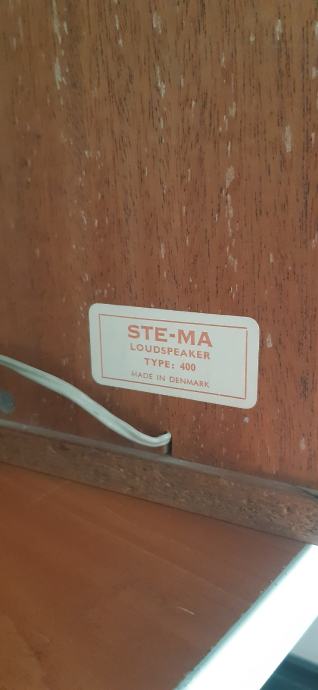 STE-MA
LOUDSPEAKER
TYPE: 400
MADE IN DENMARK